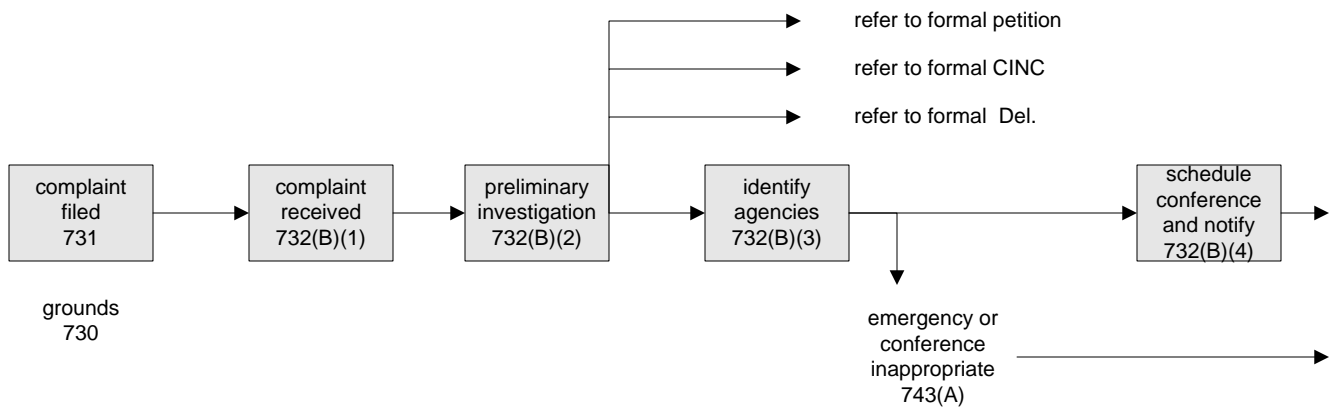 refer to formal petition
refer to formal CINC
refer to formal Del.
complaint
filed
731
complaint
received
732(B)(1)
preliminary
investigation
732(B)(2)
identify
agencies
732(B)(3)
schedule
conference
and notify
732(B)(4)
grounds
730
emergency or
conference
inappropriate
743(A)